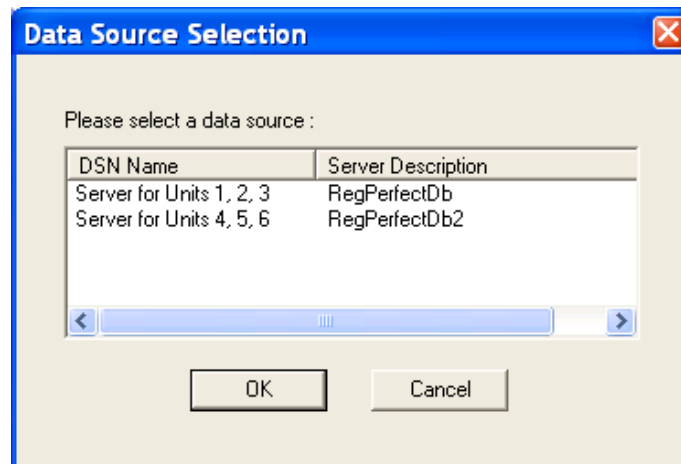 Data Source Selection
Please select a data source :
DSN Name Server Description
Server for Units 1, 2, 3 RegPerfectDb
Server for Units 4, 5, 6 RegPerfectDb2
OK Cancel